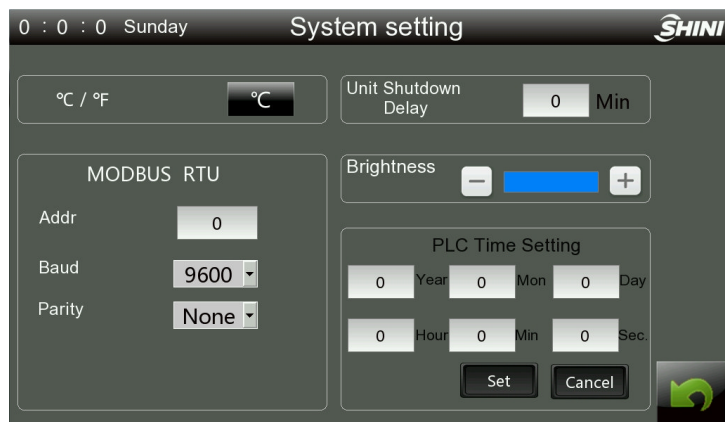 0 : 0 : 0 Sunday System setting SHINI
℃ / ℉ ℃
Unit Shutdown
Delay 0 Min
MODBUS RTU
Addr 0
Baud 9600
Parity None
Brightness
PLC Time Setting
0 Year 0 Mon 0 Day
0 Hour 0 Min 0 Sec.
Set Cancel